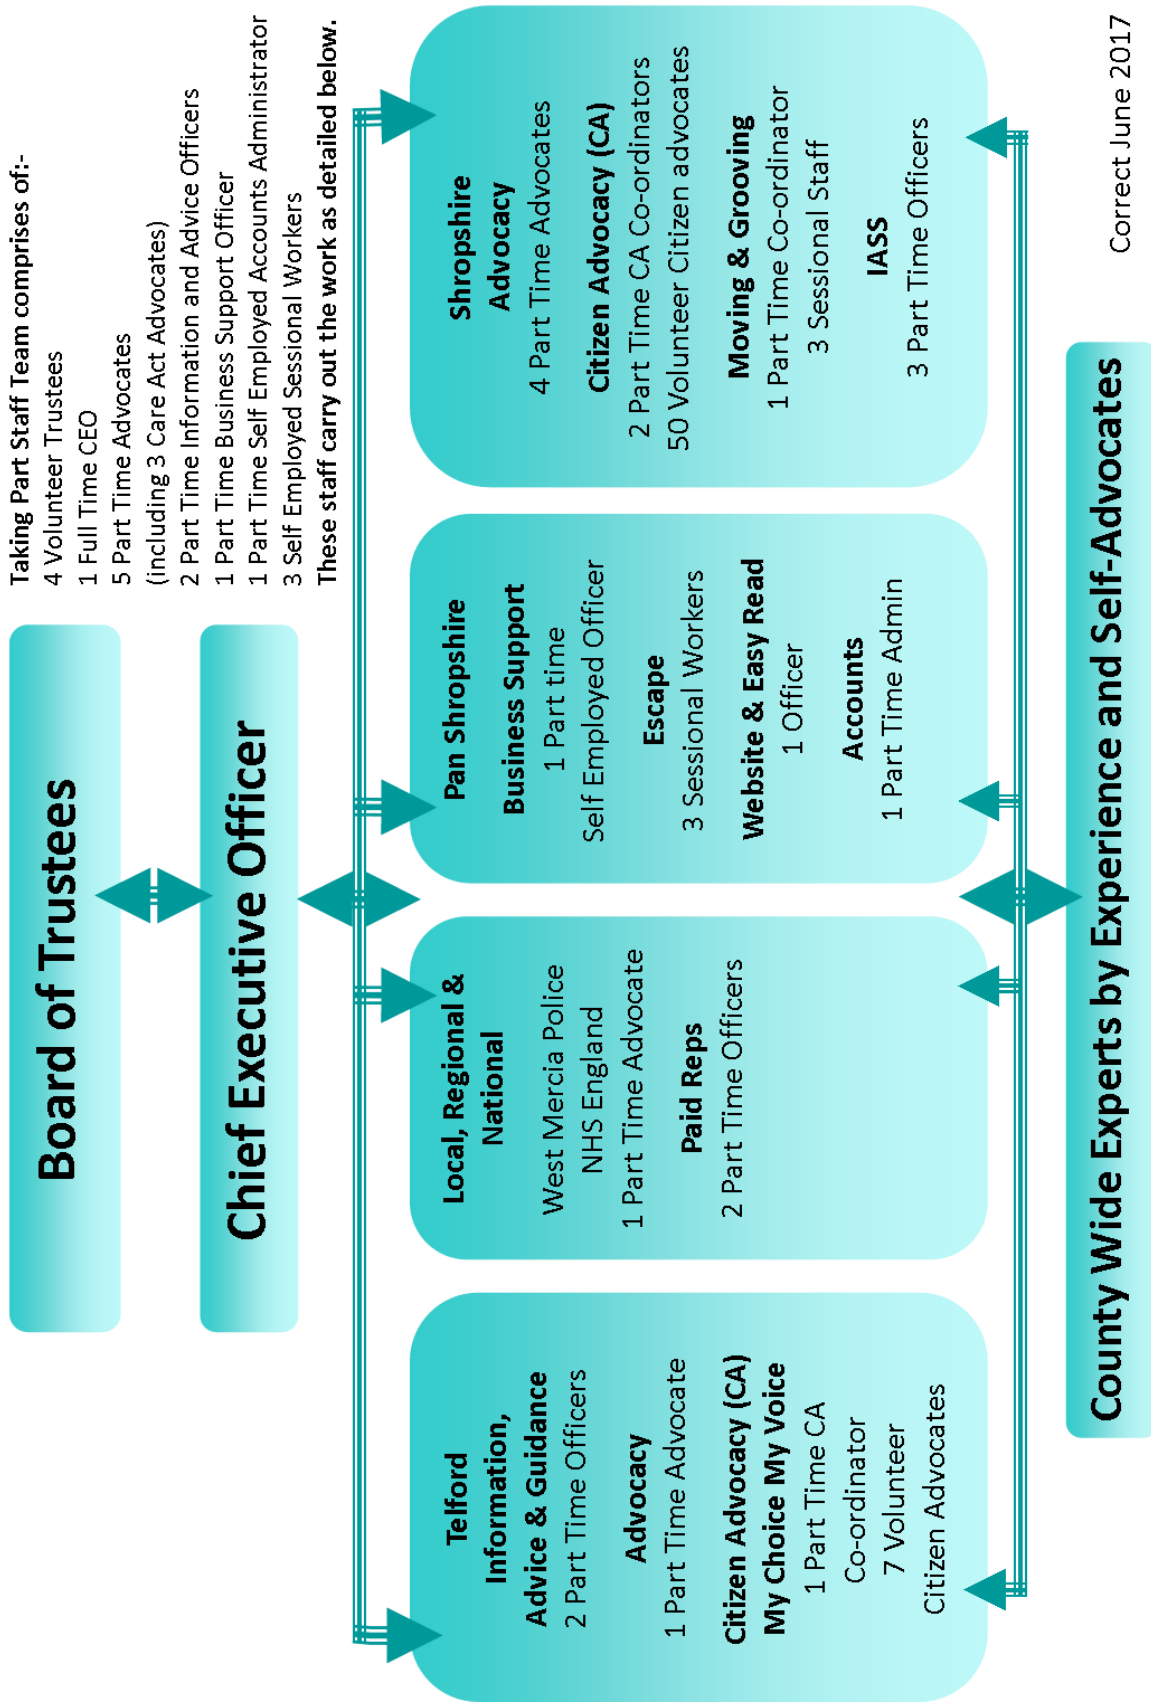 Board of Trustees
Chief Executive Officer
Taking Part Staff Team comprises of:-
4 Volunteer Trustees
1 Full Time CEO
5 Part Time Advocates
(including 3 Care Act Advocates)
2 Part Time Information and Advice Officers
1 Part Time Business Support Officer
1 Part Time Self Employed Accounts Administrator
3 Self Employed Sessional Workers
These staff carry out the work as detailed below.
Telford
Information,
Advice & Guidance
2 Part Time Officers
Advocacy
1 Part Time Advocate
Citizen Advocacy (CA)
My Choice My Voice
1 Part Time CA
Co-ordinator
7 Volunteer
Citizen Advocates
Local, Regional &
National
West Mercia Police
NHS England
1 Part Time Advocate
Paid Reps
2 Part Time Officers
Pan Shropshire
Business Support
1 Part time
Self Employed Officer
Escape
3 Sessional Workers
Website & Easy Read
1 Officer
Accounts
1 Part Time Admin
Shropshire
Advocacy
4 Part Time Advocates
Citizen Advocacy (CA)
2 Part Time CA Co-ordinators
50 Volunteer Citizen advocates
Moving & Grooving
1 Part Time Co-ordinator
3 Sessional Staff
IASS
3 Part Time Officers
County Wide Experts by Experience and Self-Advocates
Correct June 2017